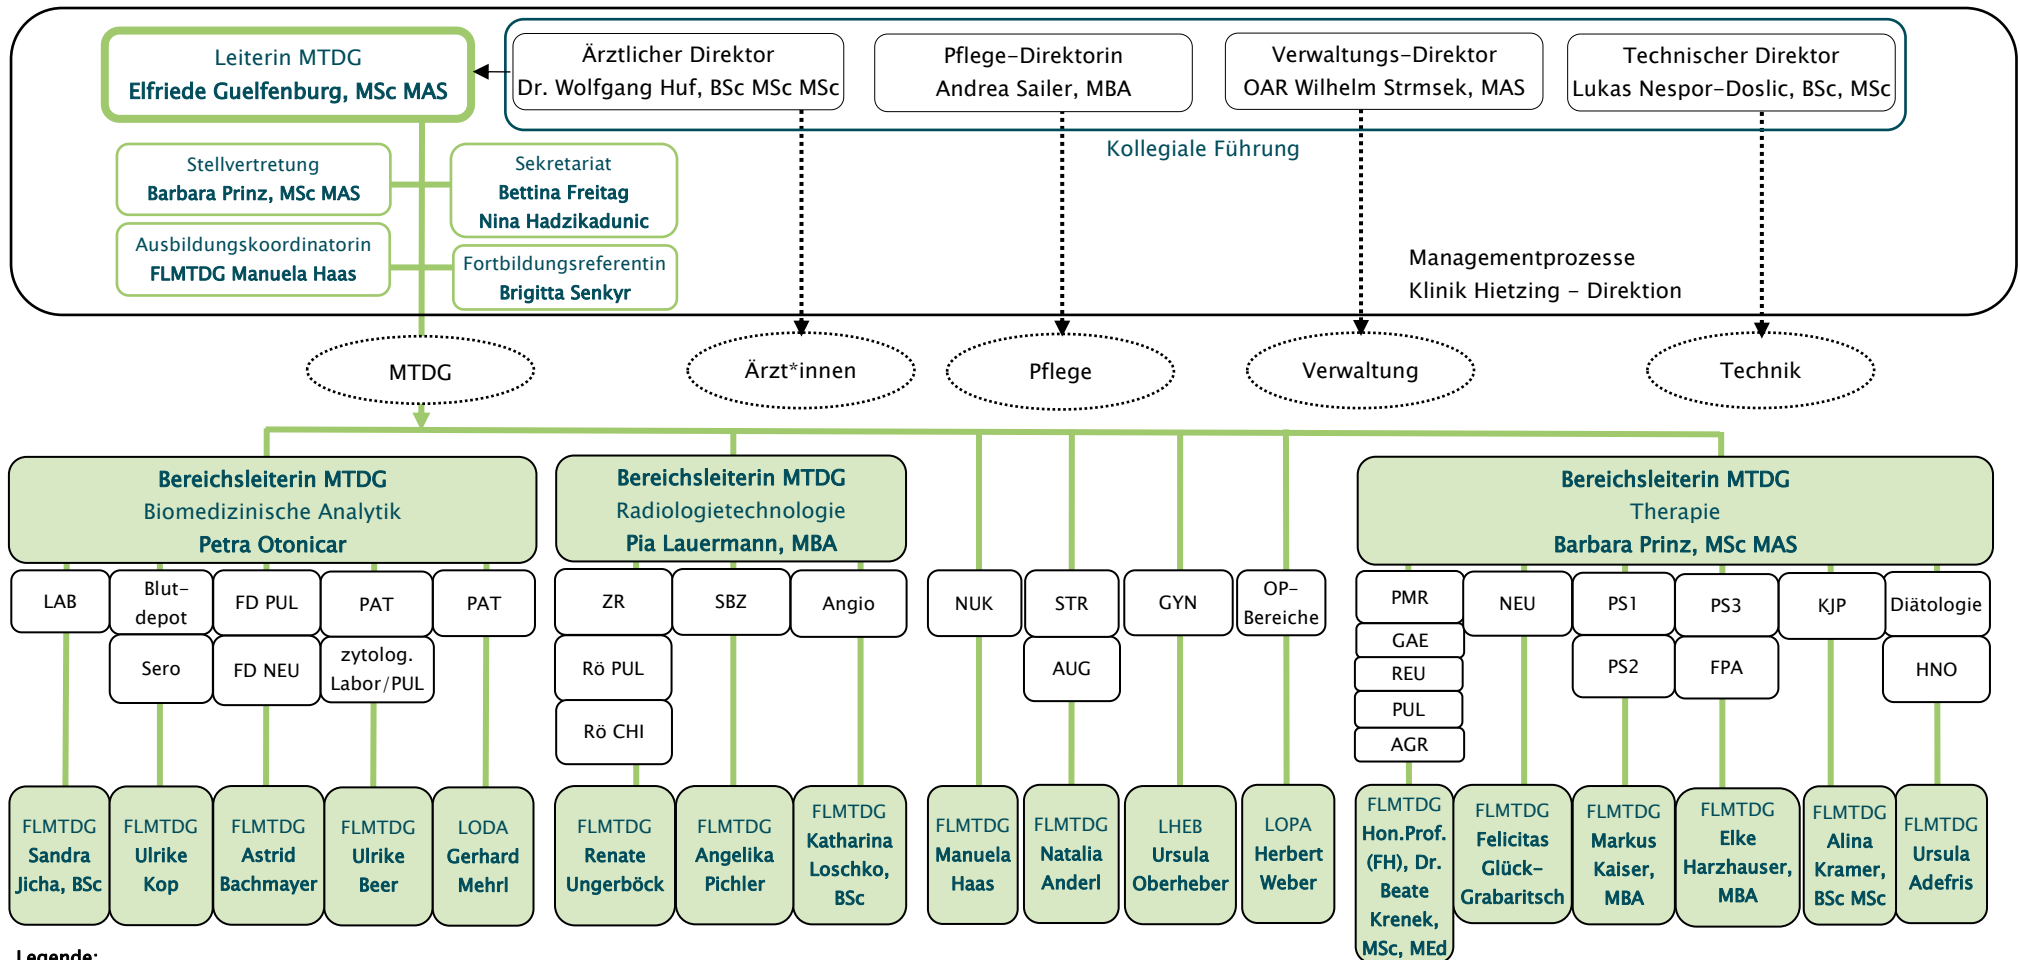 Leiterin MTDG
Elfriede Guelfenburg, MSc MAS
Ärztlicher Direktor
Dr. Wolfgang Huf, BSc MSc MSc
Pflege-Direktorin
Andrea Sailer, MBA
Verwaltungs-Direktor
OAR Wilhelm Strmsek, MAS
Technischer Direktor
Lukas Nespor-Doslic, BSc, MSc
Kollegiale Führung
Stellvertretung
Barbara Prinz, MSc MAS
Sekretariat
Bettina Freitag
Nina Hadzikadunic
Ausbildungskoordinatorin
FLMTDG Manuela Haas
Fortbildungsreferentin
Brigitta Senkyr
Managementprozesse
Klinik Hietzing - Direktion
MTDG
Ärzt*innen
Pflege
Verwaltung
Technik
Bereichsleiterin MTDG
Biomedizinische Analytik
Petra Otonicar
Bereichsleiterin MTDG
Radiologietechnologie
Pia Lauermann, MBA
Bereichsleiterin MTDG
Therapie
Barbara Prinz, MSc MAS
LAB
Blut-
depot
Sero
FD PUL
FD NEU
PAT
zytolog.
Labor/PUL
PAT
ZR
Rö PUL
Rö CHI
SBZ
Angio
NUK
STR
AUG
GYN
OP-
Bereiche
PMR
GAE
REU
PUL
AGR
NEU
PS1
PS2
PS3
FPA
KJP
Diätologie
HNO
FLMTDG
Sandra
Jicha, BSc
FLMTDG
Ulrike
Kop
FLMTDG
Astrid
Bachmayer
FLMTDG
Ulrike
Beer
LODA
Gerhard
Mehrl
FLMTDG
Renate
Ungerböck
FLMTDG
Angelika
Pichler
FLMTDG
Katharina
Loschko,
BSc
FLMTDG
Manuela
Haas
FLMTDG
Natalia
Anderl
LHEB
Ursula
Oberheber
LOPA
Herbert
Weber
FLMTDG
Hon.Prof.
(FH), Dr.
Beate
Krenek,
MSc, MEd
FLMTDG
Felicitas
Glück-
Grabaritsch
FLMTDG
Markus
Kaiser,
MBA
FLMTDG
Elke
Harzhauser,
MBA
FLMTDG
Alina
Kramer,
BSc MSc
FLMTDG
Ursula
Adefris
Legende: